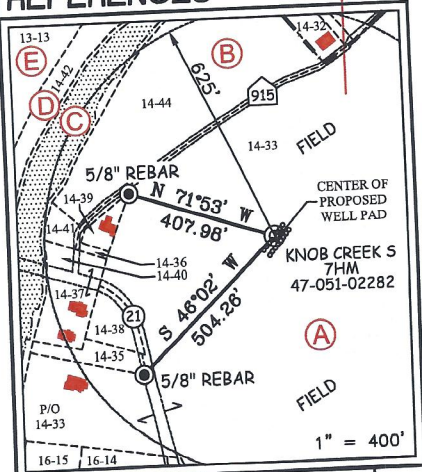 REFERENCES
13-13
E
14-42
D
C
B
14-32
14-44
625'
915
14-33
FIELD
5/8" REBAR
N 71°53' W
407.98'
14-39
14-41
CENTER OF
PROPOSED
WELL PAD
14-36
14-40
KNOB CREEK S
7HM
47-051-02282
14-37
S 46°02' W
504.26'
21
14-38
A
14-35
5/8" REBAR
FIELD
P/O
14-33
1" = 400'
16-15
16-14